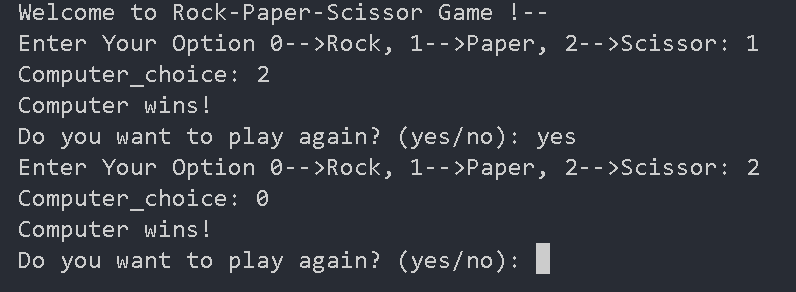 Welcome to Rock-Paper-Scissor Game !--
Enter Your Option 0-->Rock, 1-->Paper, 2-->Scissor: 1
Computer_choice: 2
Computer wins!
Do you want to play again? (yes/no): yes
Enter Your Option 0-->Rock, 1-->Paper, 2-->Scissor: 2
Computer_choice: 0
Computer wins!
Do you want to play again? (yes/no):